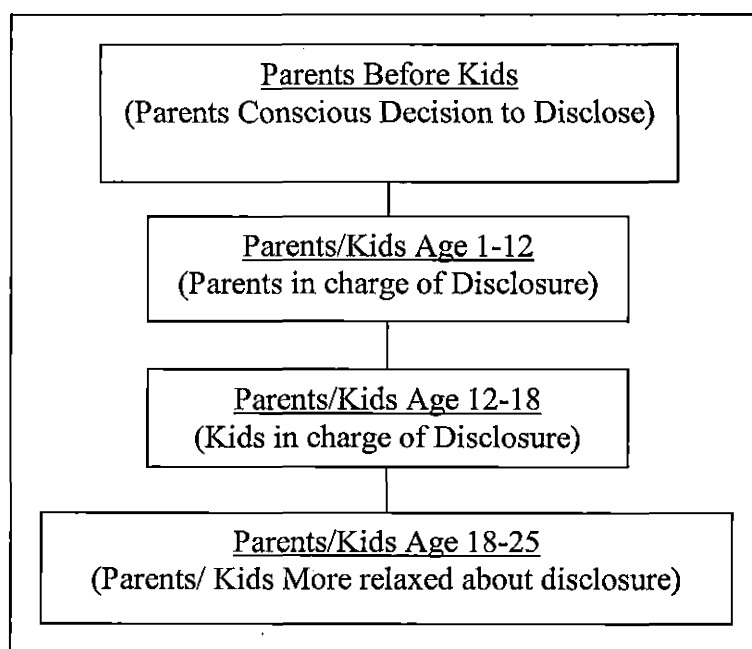 Parents Before Kids
(Parents Conscious Decision to Disclose)
Parents/Kids Age 1-12
(Parents in charge of Disclosure)
Parents/Kids Age 12-18
(Kids in charge of Disclosure)
Parents/Kids Age 18-25
(Parents/ Kids More relaxed about disclosure)